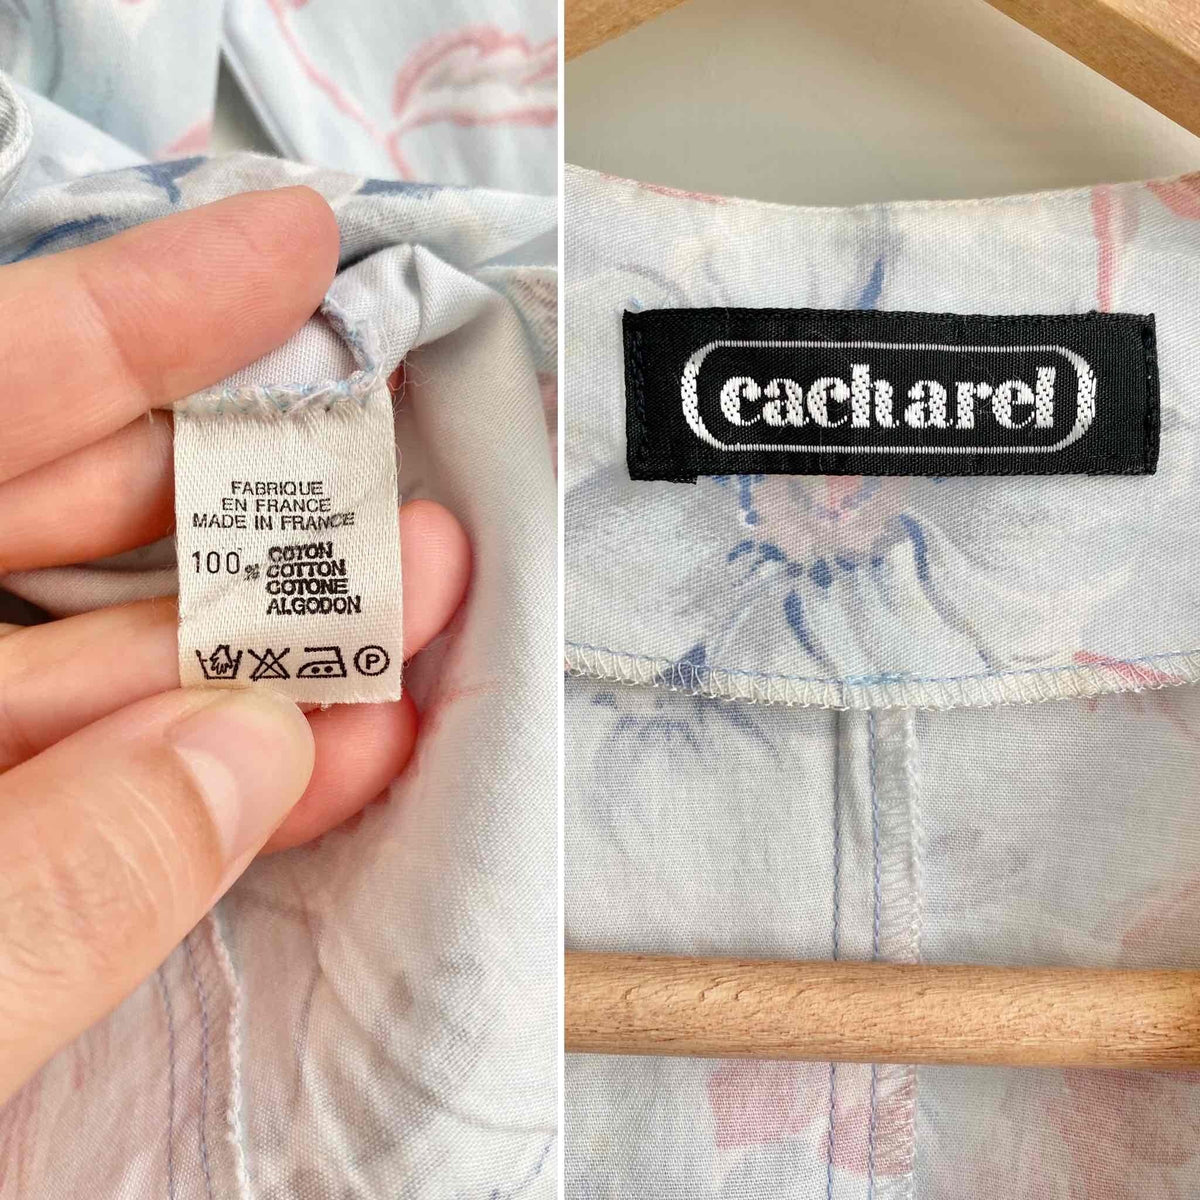 FABRIQUE
EN FRANCE
MADE IN FRANCE
100% COTON
COTTON
COTONE
ALGODON
P
cacharel